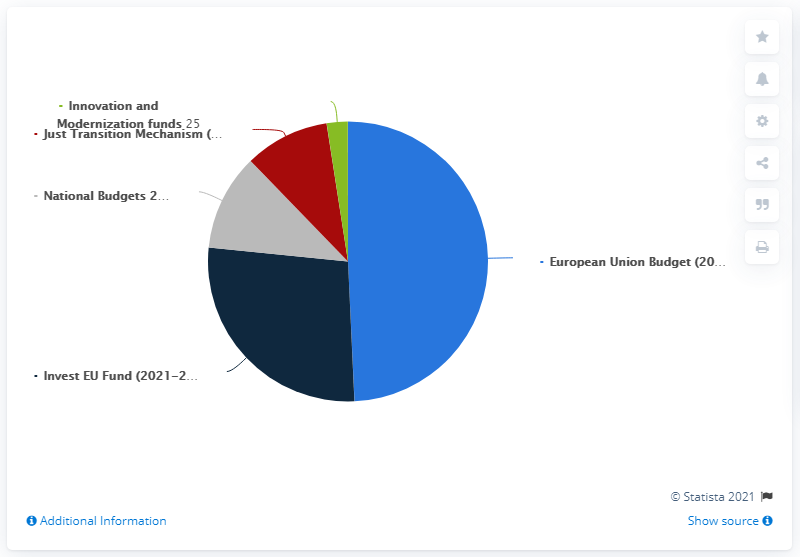 Innovation and
Modernization funds 25
Just Transition Mechanism (...
National Budgets 2...
European Union Budget (20...
Invest EU Fund (2021-2...
© Statista 2021
Additional Information
Show source